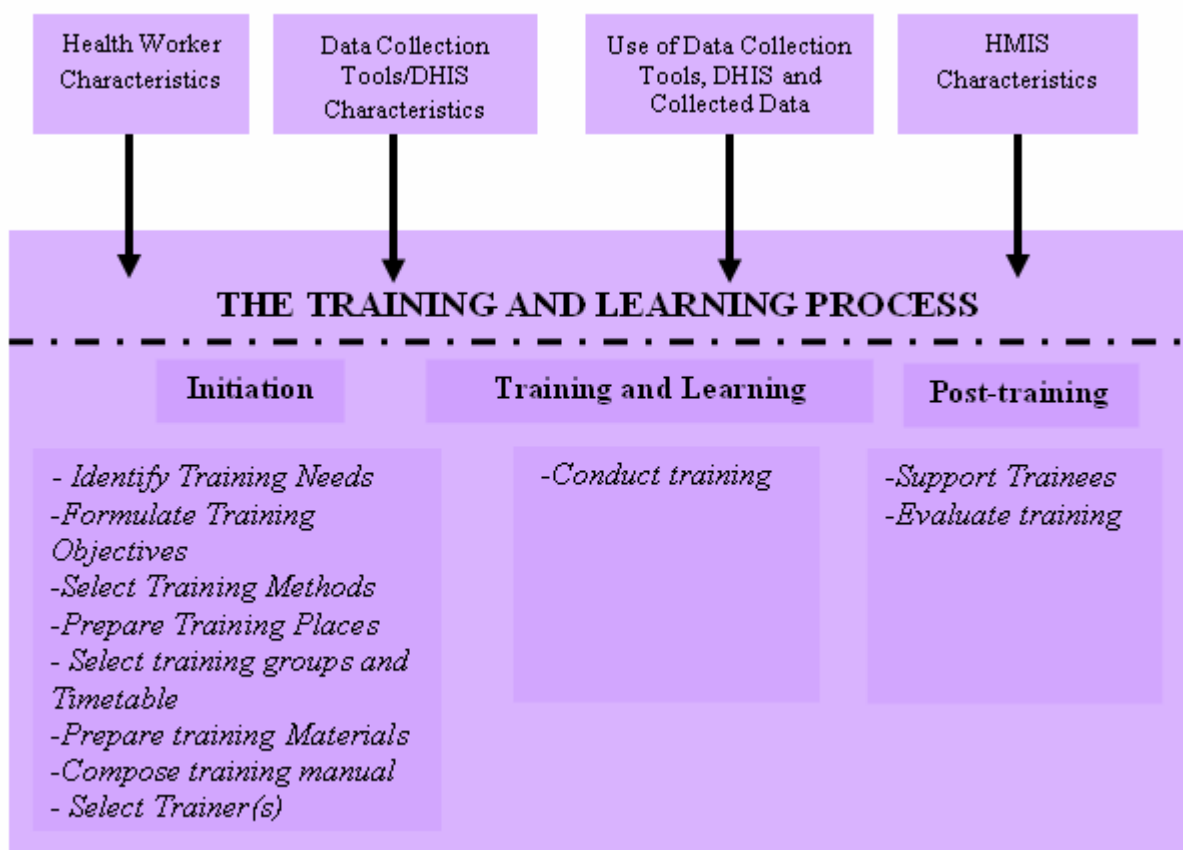 Health Worker
Characteristics
Data Collection
Tools/DHIS
Characteristics
Use of Data Collection
Tools, DHIS and
Collected Data
HMIS
Characteristics
THE TRAINING AND LEARNING PROCESS
Initiation
Training and Learning
Post-training
- Identify Training Needs
-Formulate Training
Objectives
-Select Training Methods
-Prepare Training Places
- Select training groups and
Timetable
-Prepare training Materials
-Compose training manual
- Select Trainer(s)
-Conduct training
-Support Trainees
-Evaluate training